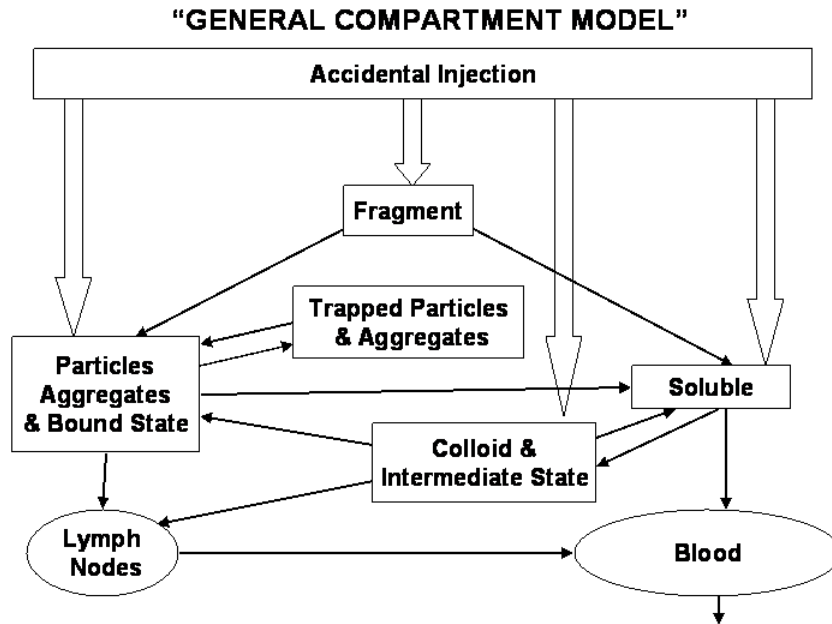 “GENERAL COMPARTMENT MODEL”
Accidental Injection
Fragment
Trapped Particles
& Aggregates
Particles
Aggregates
& Bound State
Soluble
Colloid &
Intermediate State
Lymph
Nodes
Blood